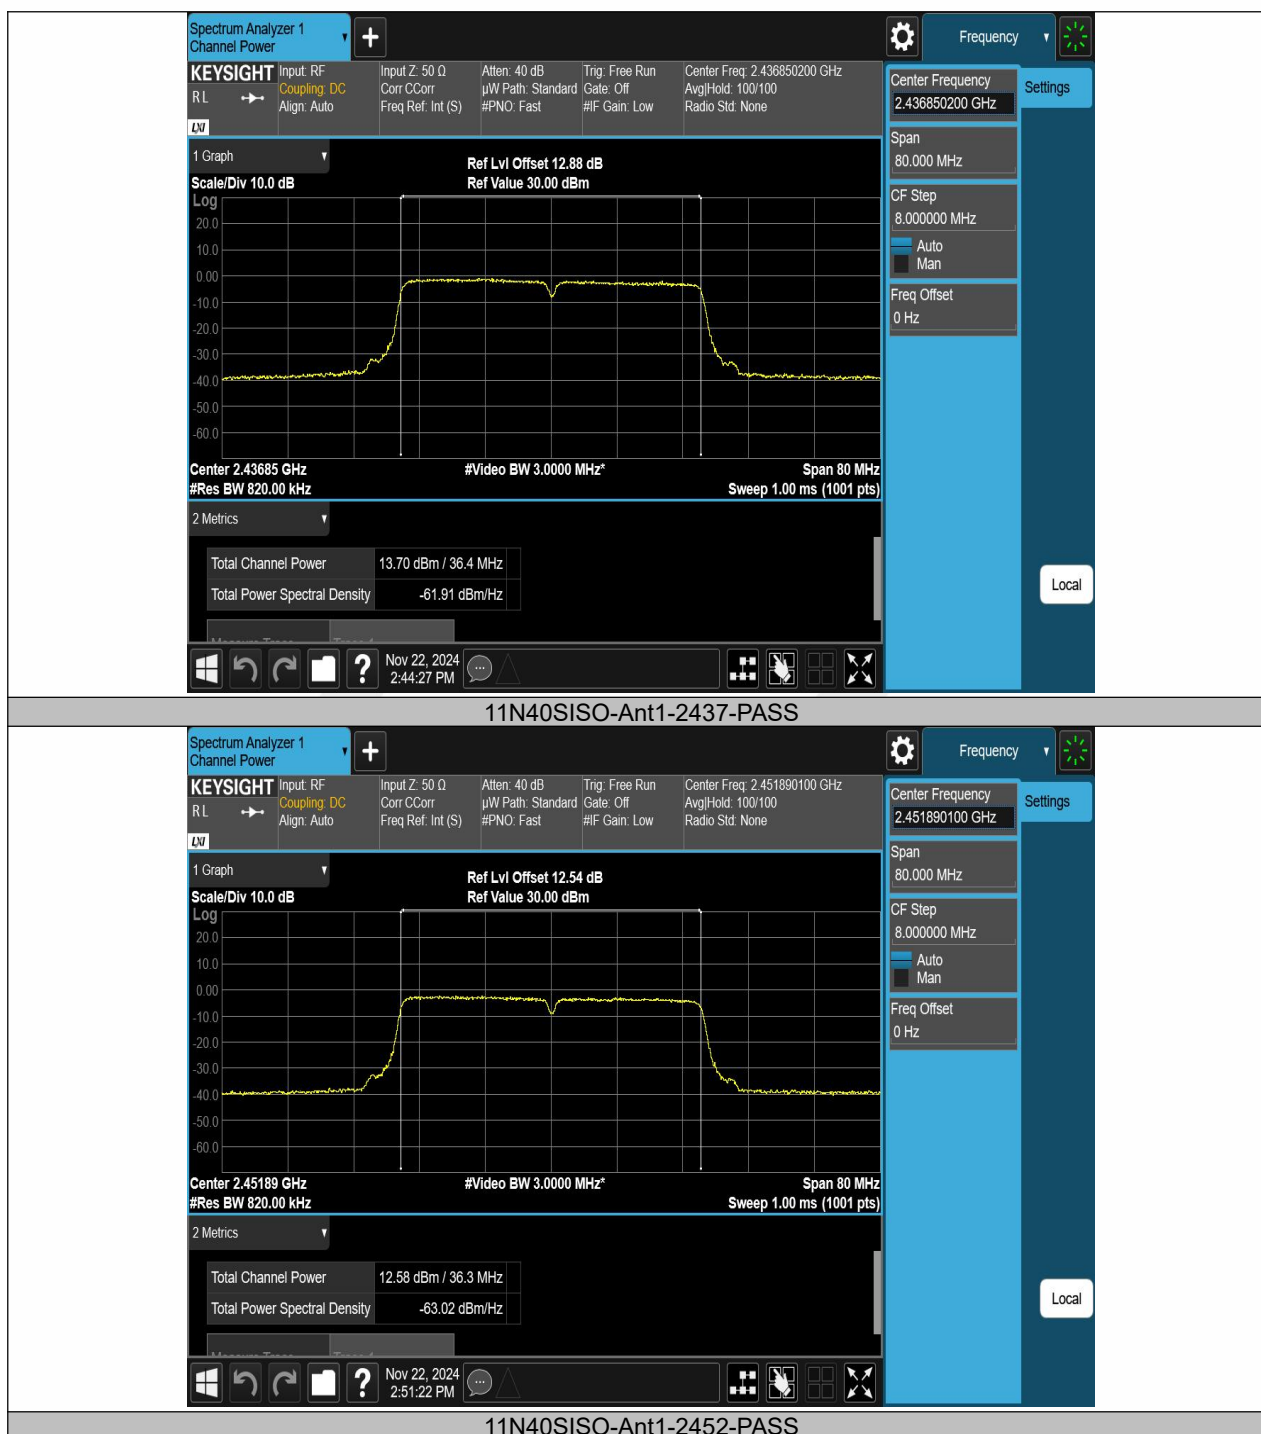 Spectrum Analyzer 1
Channel Power
+
Frequency
KEYSIGHT
RL
LXI
Input: RF
Coupling: DC
Align: Auto
Input Z: 50 Ω
Corr CCorr
Freq Ref: Int (S)
Atten: 40 dB
µW Path: Standard
#PNO: Fast
Trig: Free Run
Gate: Off
#IF Gain: Low
Center Freq: 2.436850200 GHz
Avg|Hold: 100/100
Radio Std: None
Center Frequency
2.436850200 GHz
Settings
Span
80.000 MHz
CF Step
8.000000 MHz
Auto
Man
Freq Offset
0 Hz
Local
1 Graph
Scale/Div 10.0 dB
Ref Lvl Offset 12.88 dB
Ref Value 30.00 dBm
Log
20.0
10.0
0.00
-10.0
-20.0
-30.0
-40.0
-50.0
-60.0
Center 2.43685 GHz
#Res BW 820.00 kHz
#Video BW 3.0000 MHz*
Span 80 MHz
Sweep 1.00 ms (1001 pts)
2 Metrics
Total Channel Power 13.70 dBm / 36.4 MHz
Total Power Spectral Density -61.91 dBm/Hz
?
Nov 22, 2024
2:44:27 PM
11N40SISO-Ant1-2437-PASS
Spectrum Analyzer 1
Channel Power
+
Frequency
KEYSIGHT
RL
LXI
Input: RF
Coupling: DC
Align: Auto
Input Z: 50 Ω
Corr CCorr
Freq Ref: Int (S)
Atten: 40 dB
µW Path: Standard
#PNO: Fast
Trig: Free Run
Gate: Off
#IF Gain: Low
Center Freq: 2.451890100 GHz
Avg|Hold: 100/100
Radio Std: None
Center Frequency
2.451890100 GHz
Settings
Span
80.000 MHz
CF Step
8.000000 MHz
Auto
Man
Freq Offset
0 Hz
Local
1 Graph
Scale/Div 10.0 dB
Ref Lvl Offset 12.54 dB
Ref Value 30.00 dBm
Log
20.0
10.0
0.00
-10.0
-20.0
-30.0
-40.0
-50.0
-60.0
Center 2.45189 GHz
#Res BW 820.00 kHz
#Video BW 3.0000 MHz*
Span 80 MHz
Sweep 1.00 ms (1001 pts)
2 Metrics
Total Channel Power 12.58 dBm / 36.3 MHz
Total Power Spectral Density -63.02 dBm/Hz
?
Nov 22, 2024
2:51:22 PM
11N40SISO-Ant1-2452-PASS